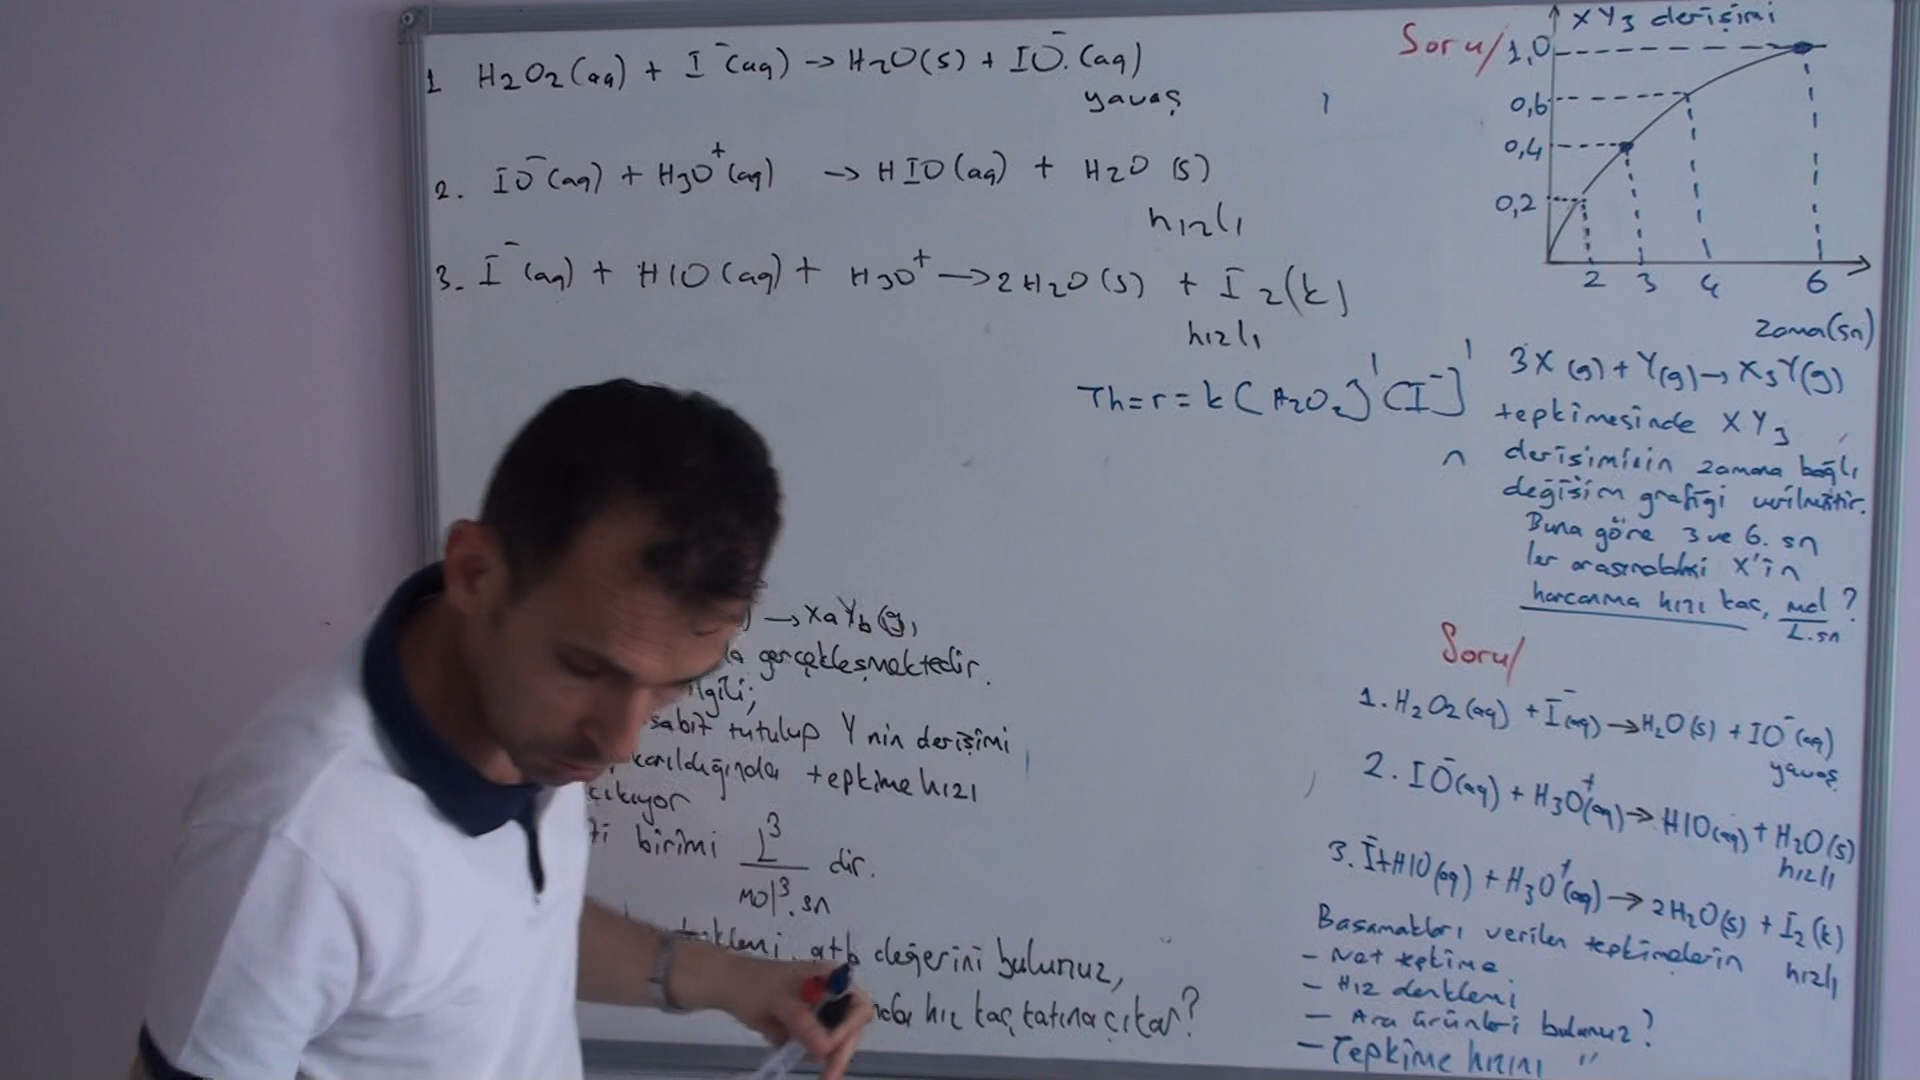 1 H₂O₂(aq) + I⁻(aq) → H₂O(s) + IO⁻.(aq)
yavaş
2. IO⁻(aq) + H₃O⁺(aq) → HIO(aq) + H₂O (s)
hızlı
3. I⁻(aq) + HIO(aq) + H₃O⁺ → 2H₂O(s) + I₂(k)
hızlı
Th=r=k[H₂O₂]¹[I⁻]¹
→ XaYb(g)
gerçekleşmektedir.
ilgili;
sabit tutulup Y nin derişimi
tepkime hızı
çıkıyor
birimi L³/mol³.sn dir.
a+b değerini bulunuz,
hız kaç katına çıkar?
Soru/
XY₃ derişimi
1,0
0,6
0,4
0,2
2 3 4 6
zama(sn)
3X(g) + Y(g) → X₃Y(g)
tepkimesinde XY₃
derişiminin zamana bağlı
değişim grafiği verilmiştir.
Buna göre 3 ve 6. sn
ler arasındaki X'in
harcanma hızı kaç, mol/L.sn ?
Soru/
1. H₂O₂(aq) + I⁻(aq) → H₂O(s) + IO⁻(aq)
yavaş
2. IO⁻(aq) + H₃O⁺(aq) → HIO(aq) + H₂O(s)
hızlı
3. I⁻+HIO(aq) + H₃O⁺(aq) → 2H₂O(s) + I₂(k)
hızlı
Basamakları verilen tepkimelerin
- Net tepkime
- Hız denklemi
- Ara ürünleri bulunuz?
- Tepkime hızını "